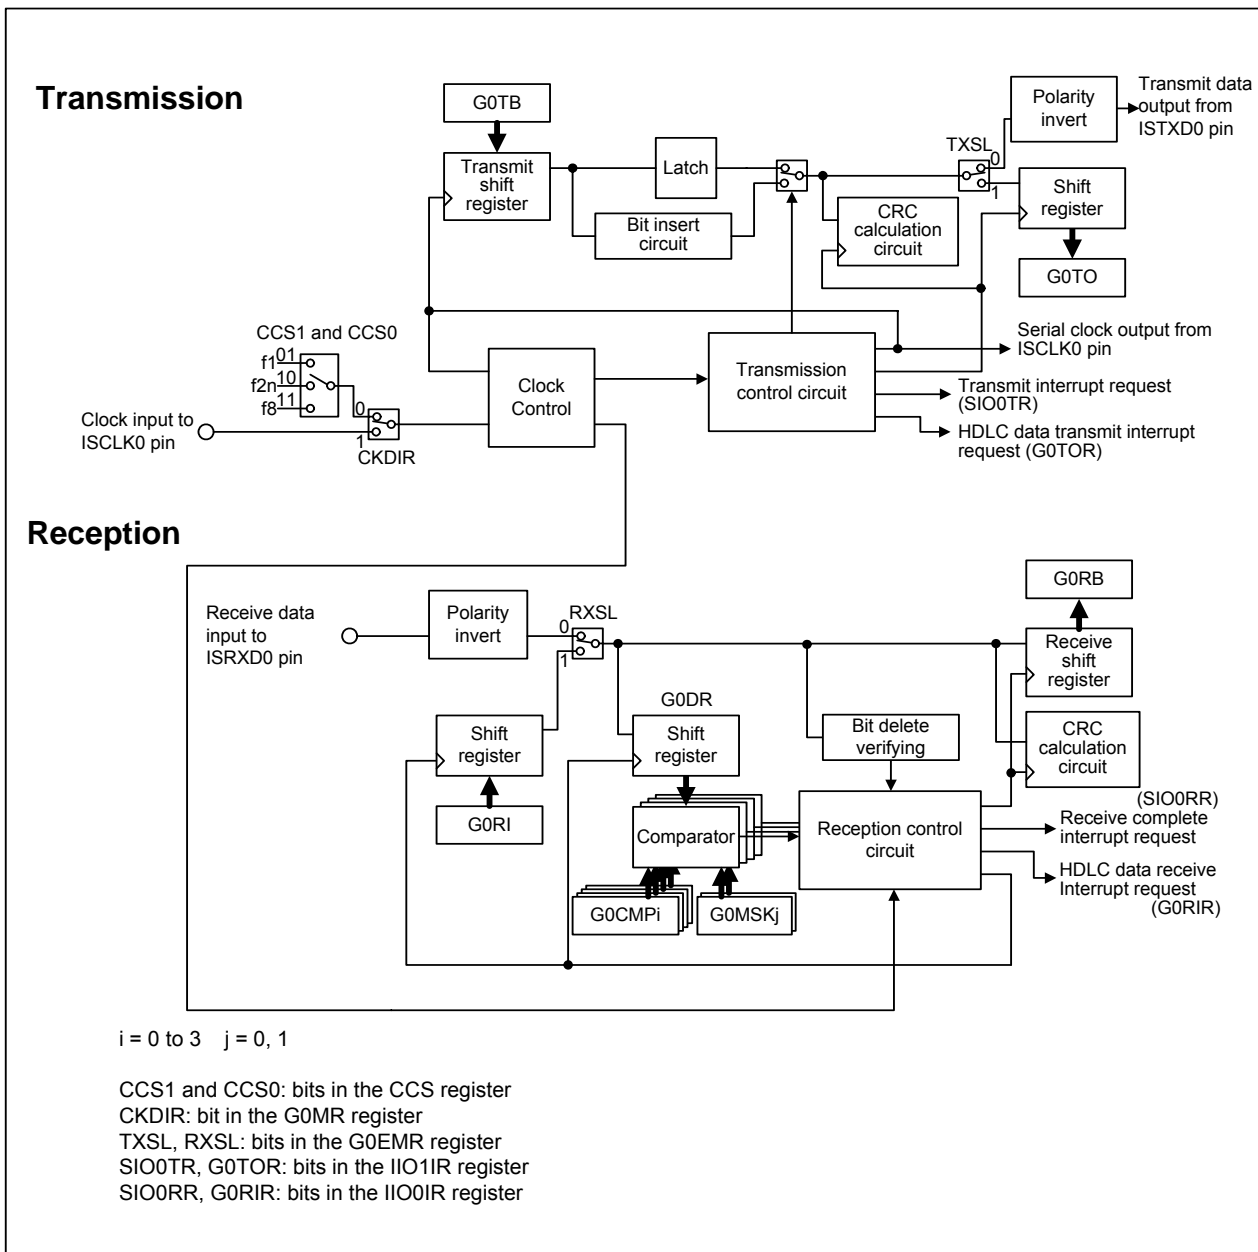 Transmission
G0TB
Transmit
shift
register
Latch
Bit insert
circuit
TXSL
0
1
Polarity
invert
Transmit data
output from
ISTXD0 pin
CRC
calculation
circuit
Shift
register
G0TO
CCS1 and CCS0
f1
01
f2n
10
f8
11
Clock input to
ISCLK0 pin
0
1
CKDIR
Clock
Control
Transmission
control circuit
Serial clock output from
ISCLK0 pin
Transmit interrupt request
(SIO0TR)
HDLC data transmit interrupt
request (G0TOR)
Reception
Receive data
input to
ISRXD0 pin
Polarity
invert
RXSL
0
1
G0RB
Receive
shift
register
Shift
register
G0RI
G0DR
Shift
register
Comparator
G0CMPi
G0MSKj
Bit delete
verifying
Reception control
circuit
CRC
calculation
circuit
(SIO0RR)
Receive complete
interrupt request
HDLC data receive
Interrupt request
(G0RIR)
i = 0 to 3 j = 0, 1
CCS1 and CCS0: bits in the CCS register
CKDIR: bit in the G0MR register
TXSL, RXSL: bits in the G0EMR register
SIO0TR, G0TOR: bits in the IIO1IR register
SIO0RR, G0RIR: bits in the IIO0IR register